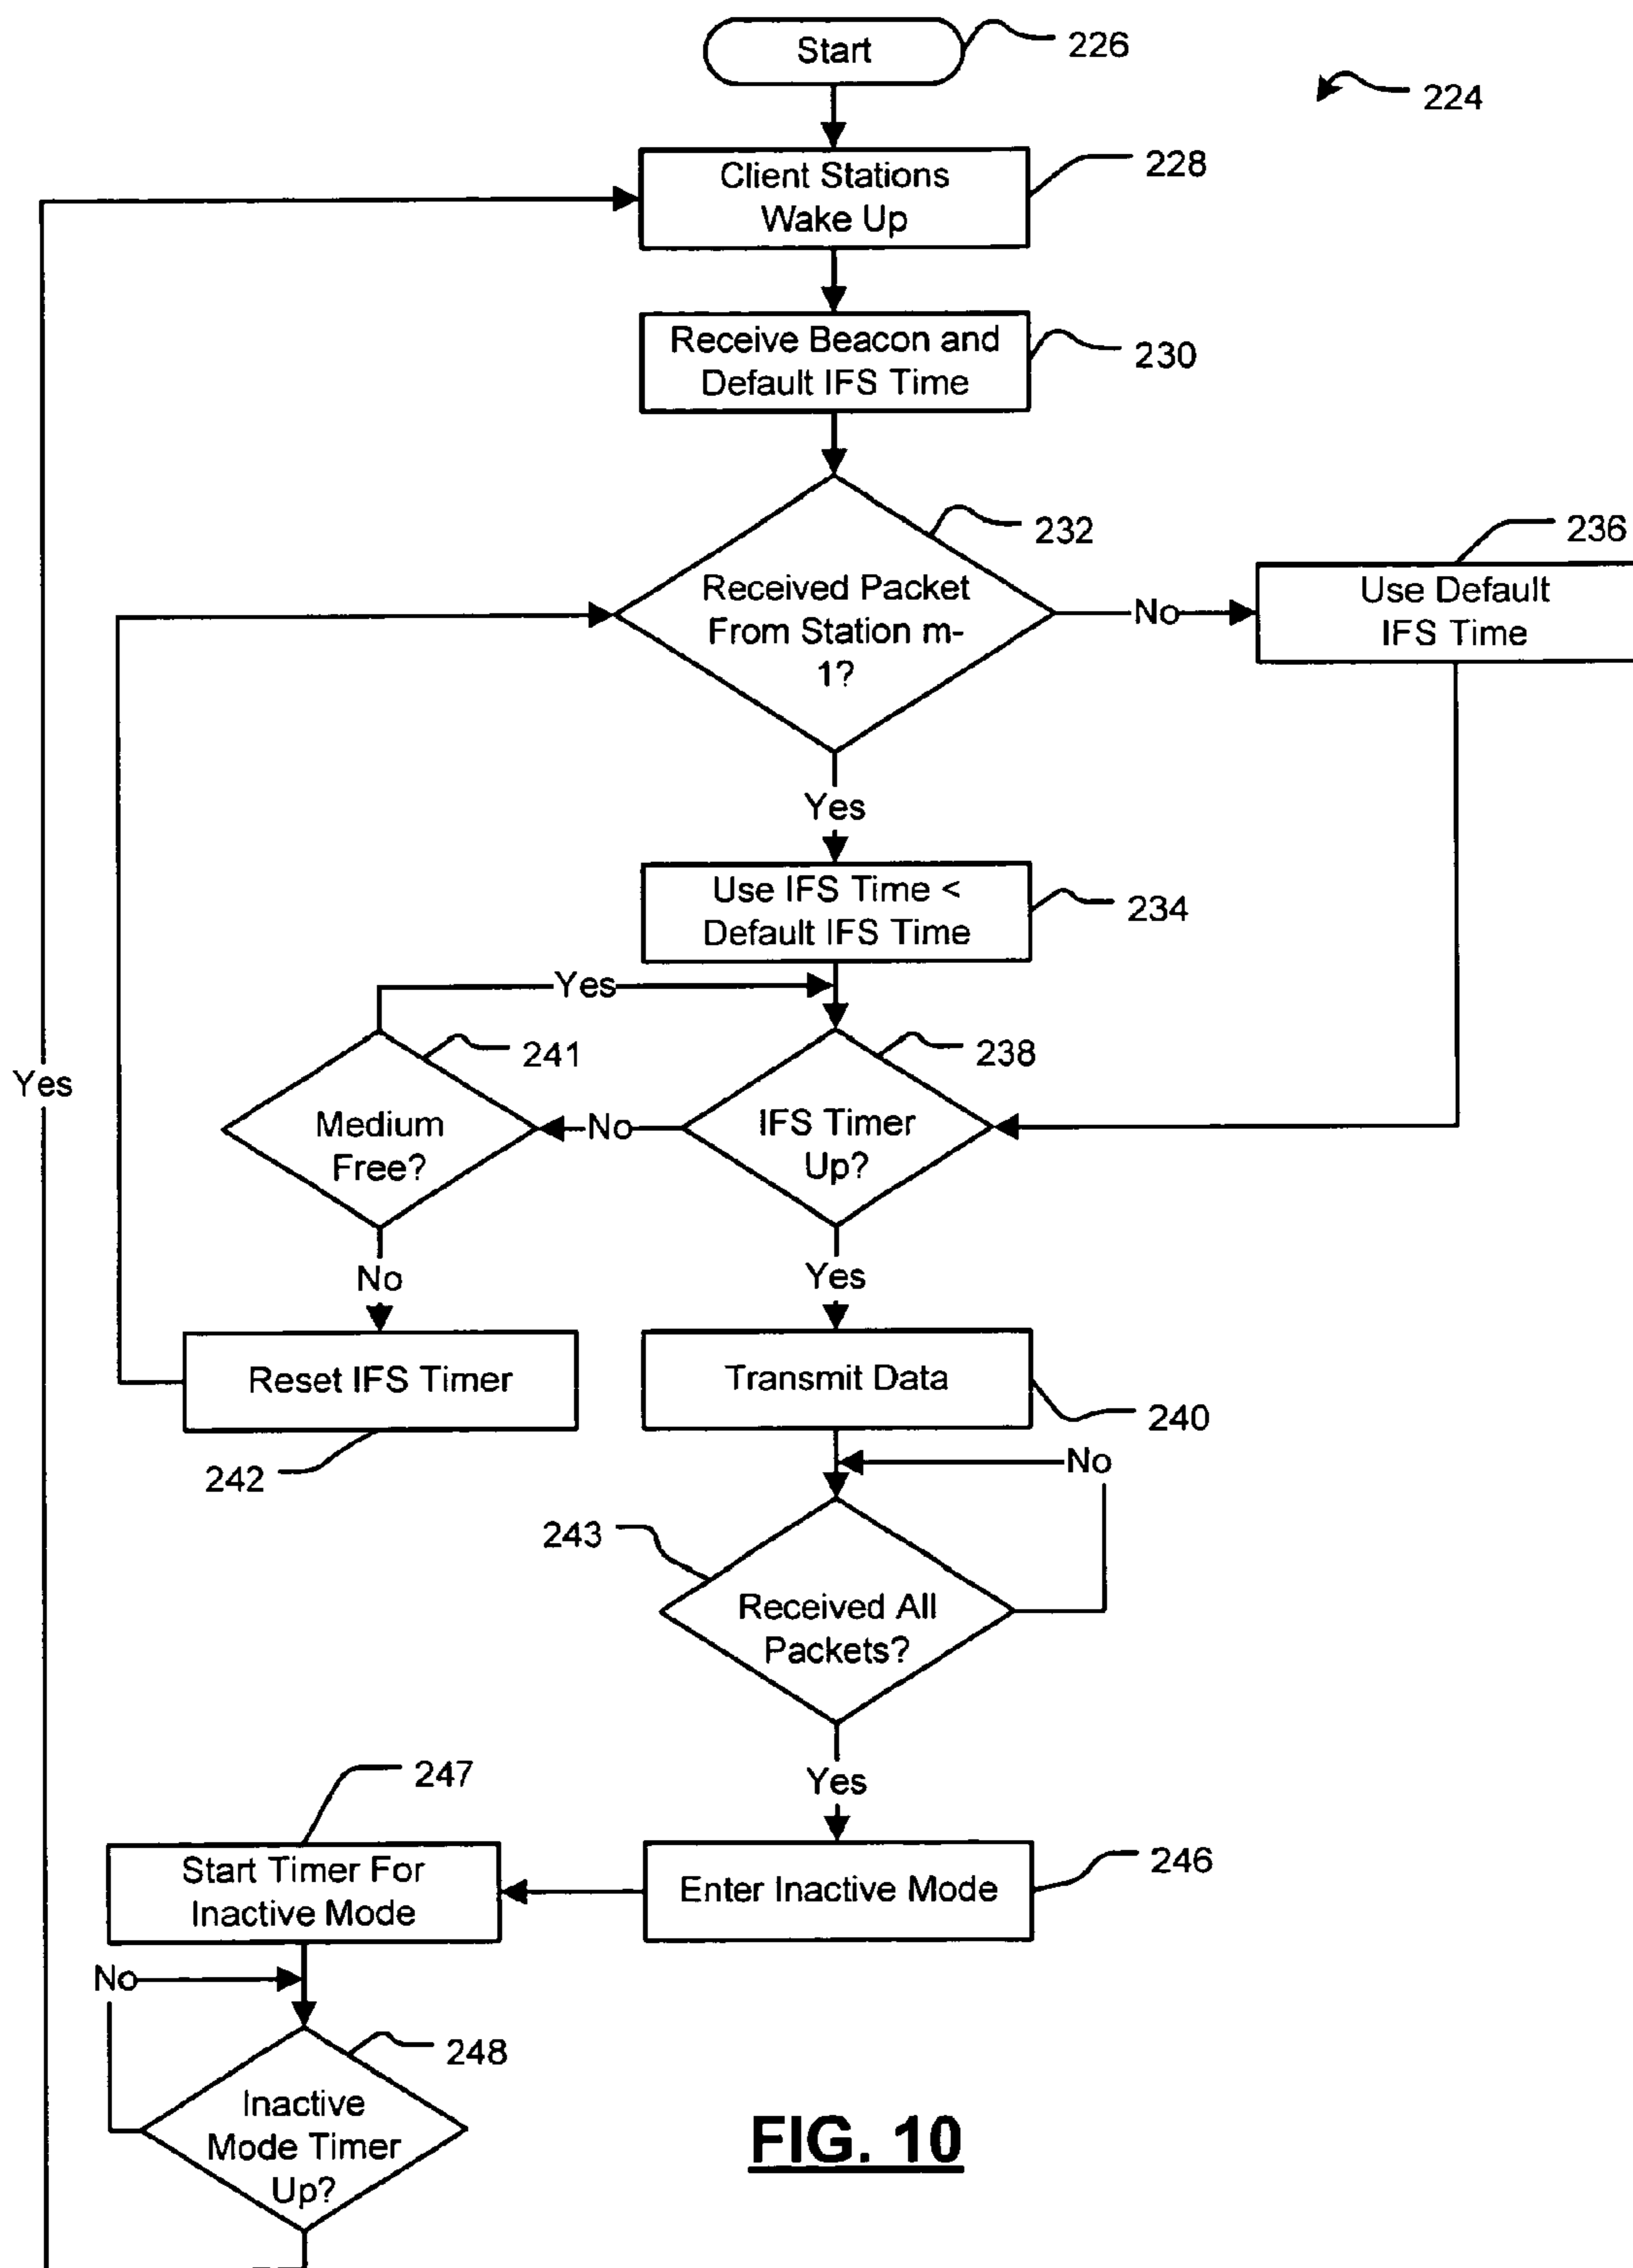 Start
226
224
Client Stations
Wake Up
228
Receive Beacon and
Default IFS Time
230
232
236
Received Packet
From Station m-
1?
No
Use Default
IFS Time
Yes
Use IFS Time <
Default IFS Time
234
Yes
241
238
Yes
Medium
Free?
No
IFS Timer
Up?
No
Yes
Reset IFS Timer
Transmit Data
240
242
No
243
Received All
Packets?
Yes
247
Start Timer For
Inactive Mode
Enter Inactive Mode
246
No
248
Inactive
Mode Timer
Up?
FIG. 10